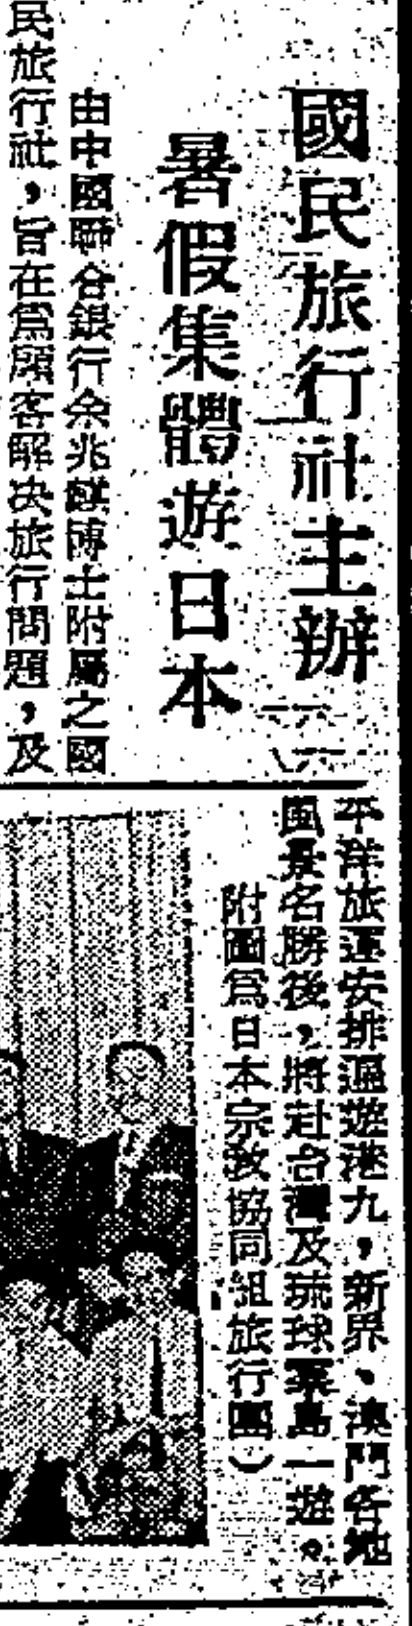 國民旅行社主辦
暑假集體遊日本
由中國聯合銀行余兆麒博士附屬之國
民旅行社，旨在爲顧客解決旅行問題，及
平洋旅運安排遍遊港九，新界、澳門各地
風景名勝後，將赴台灣及琉球羣島一遊。
附圖爲日本宗教協同組旅行團）